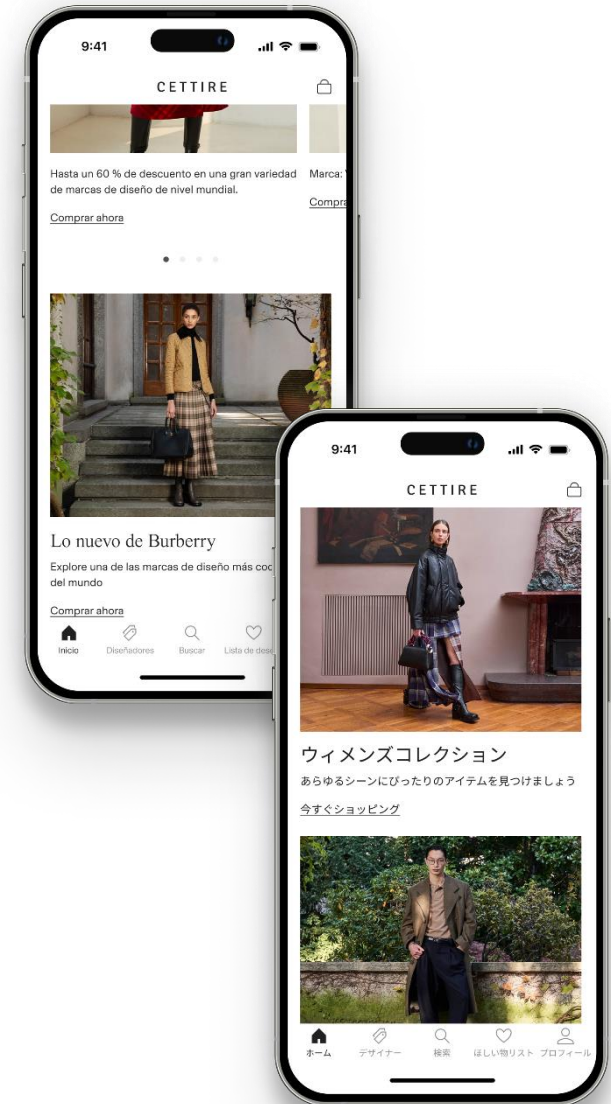 9:41
CETTIRE
Hasta un 60 % de descuento en una gran variedad
de marcas de diseño de nivel mundial.
Comprar ahora
Marca:
Lo nuevo de Burberry
Explore una de las marcas de diseño más
del mundo
Comprar ahora
Inicio
Diseñadores
Buscar
Lista de
9:41
CETTIRE
ウィメンズコレクション
あらゆるシーンにぴったりのアイテムを見つけましょう
今すぐショッピング
ホーム
デザイナー
検索
ほしい物リスト
プロフィール